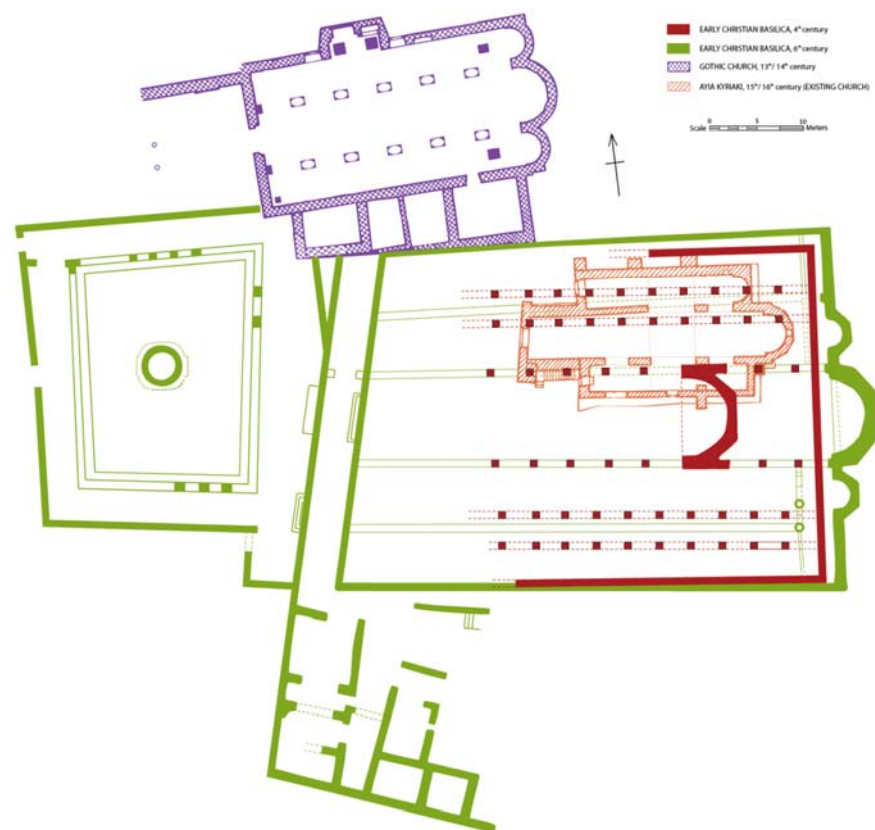 EARLY CHRISTIAN BASILICA, 4th century
EARLY CHRISTIAN BASILICA, 6th century
GOTHIC CHURCH, 13th/ 14th century
AYIA KYRIAKI, 15th/ 16th century (EXISTING CHURCH)
0 5 10
Scale Meters